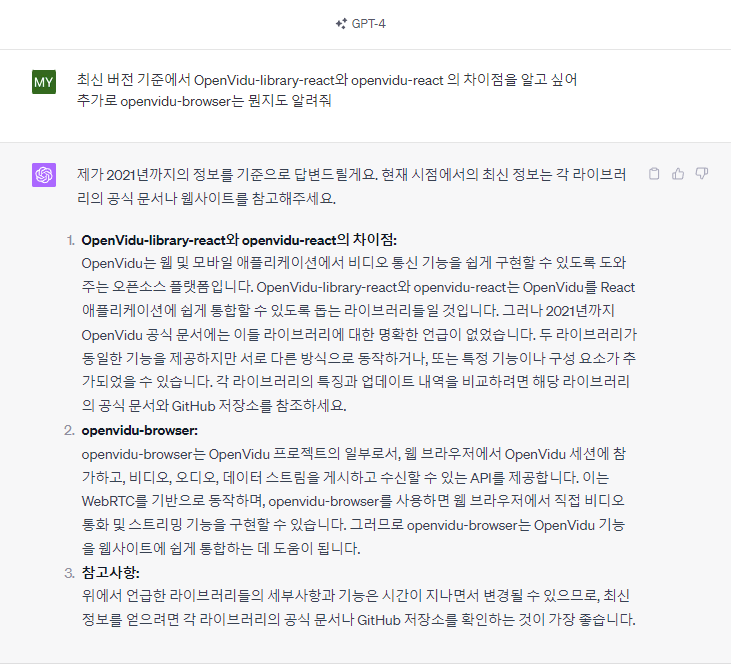 GPT-4
MY
최신 버전 기준에서 OpenVidu-library-react와 openvidu-react 의 차이점을 알고 싶어
추가로 openvidu-browser는 뭔지도 알려줘
제가 2021년까지의 정보를 기준으로 답변드릴게요. 현재 시점에서의 최신 정보는 각 라이브러
리의 공식 문서나 웹사이트를 참고해주세요.
1. OpenVidu-library-react와 openvidu-react의 차이점:
OpenVidu는 웹 및 모바일 애플리케이션에서 비디오 통신 기능을 쉽게 구현할 수 있도록 도와
주는 오픈소스 플랫폼입니다. OpenVidu-library-react와 openvidu-react는 OpenVidu를 React
애플리케이션에 쉽게 통합할 수 있도록 돕는 라이브러리들일 것입니다. 그러나 2021년까지
OpenVidu 공식 문서에는 이들 라이브러리에 대한 명확한 언급이 없었습니다. 두 라이브러리가
동일한 기능을 제공하지만 서로 다른 방식으로 동작하거나, 또는 특정 기능이나 구성 요소가 추
가되었을 수 있습니다. 각 라이브러리의 특징과 업데이트 내역을 비교하려면 해당 라이브러리
의 공식 문서와 GitHub 저장소를 참조하세요.
2. openvidu-browser:
openvidu-browser는 OpenVidu 프로젝트의 일부로서, 웹 브라우저에서 OpenVidu 세션에 참
가하고, 비디오, 오디오, 데이터 스트림을 게시하고 수신할 수 있는 API를 제공합니다. 이는
WebRTC를 기반으로 동작하며, openvidu-browser를 사용하면 웹 브라우저에서 직접 비디오
통화 및 스트리밍 기능을 구현할 수 있습니다. 그러므로 openvidu-browser는 OpenVidu 기능
을 웹사이트에 쉽게 통합하는 데 도움이 됩니다.
3. 참고사항:
위에서 언급한 라이브러리들의 세부사항과 기능은 시간이 지나면서 변경될 수 있으므로, 최신
정보를 얻으려면 각 라이브러리의 공식 문서나 GitHub 저장소를 확인하는 것이 가장 좋습니다.